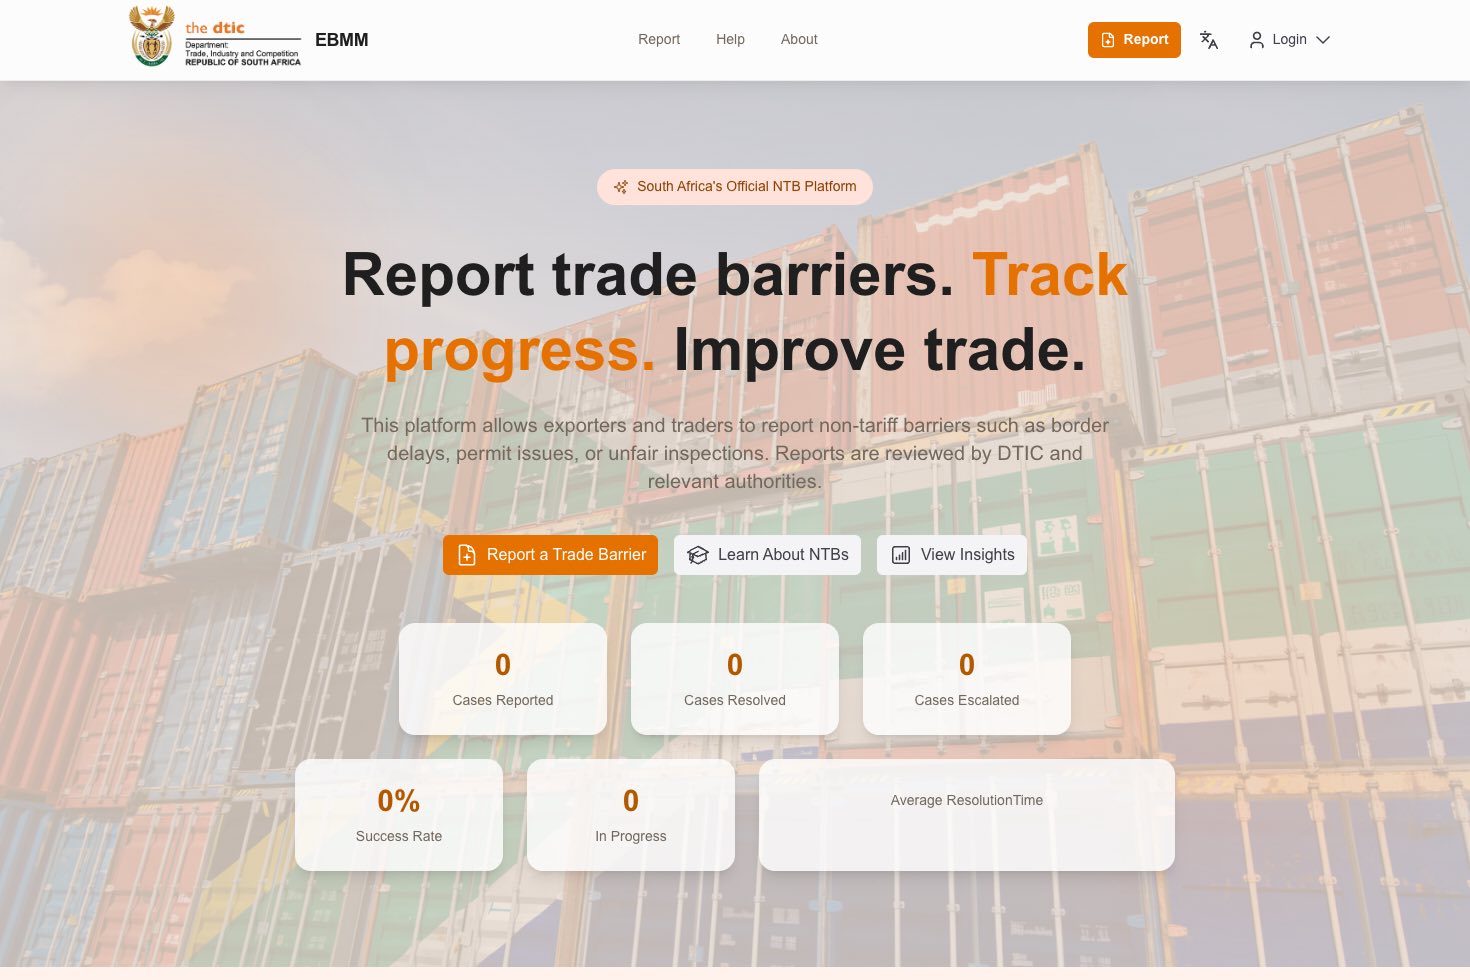 the dtic
Department:
Trade, Industry and Competition
REPUBLIC OF SOUTH AFRICA
EBMM
Report
Help
About
Report
Login
South Africa's Official NTB Platform
Report trade barriers. Track
progress. Improve trade.
This platform allows exporters and traders to report non-tariff barriers such as border
delays, permit issues, or unfair inspections. Reports are reviewed by DTIC and
relevant authorities.
Report a Trade Barrier
Learn About NTBs
View Insights
0
Cases Reported
0
Cases Resolved
0
Cases Escalated
0%
Success Rate
0
In Progress
Average ResolutionTime